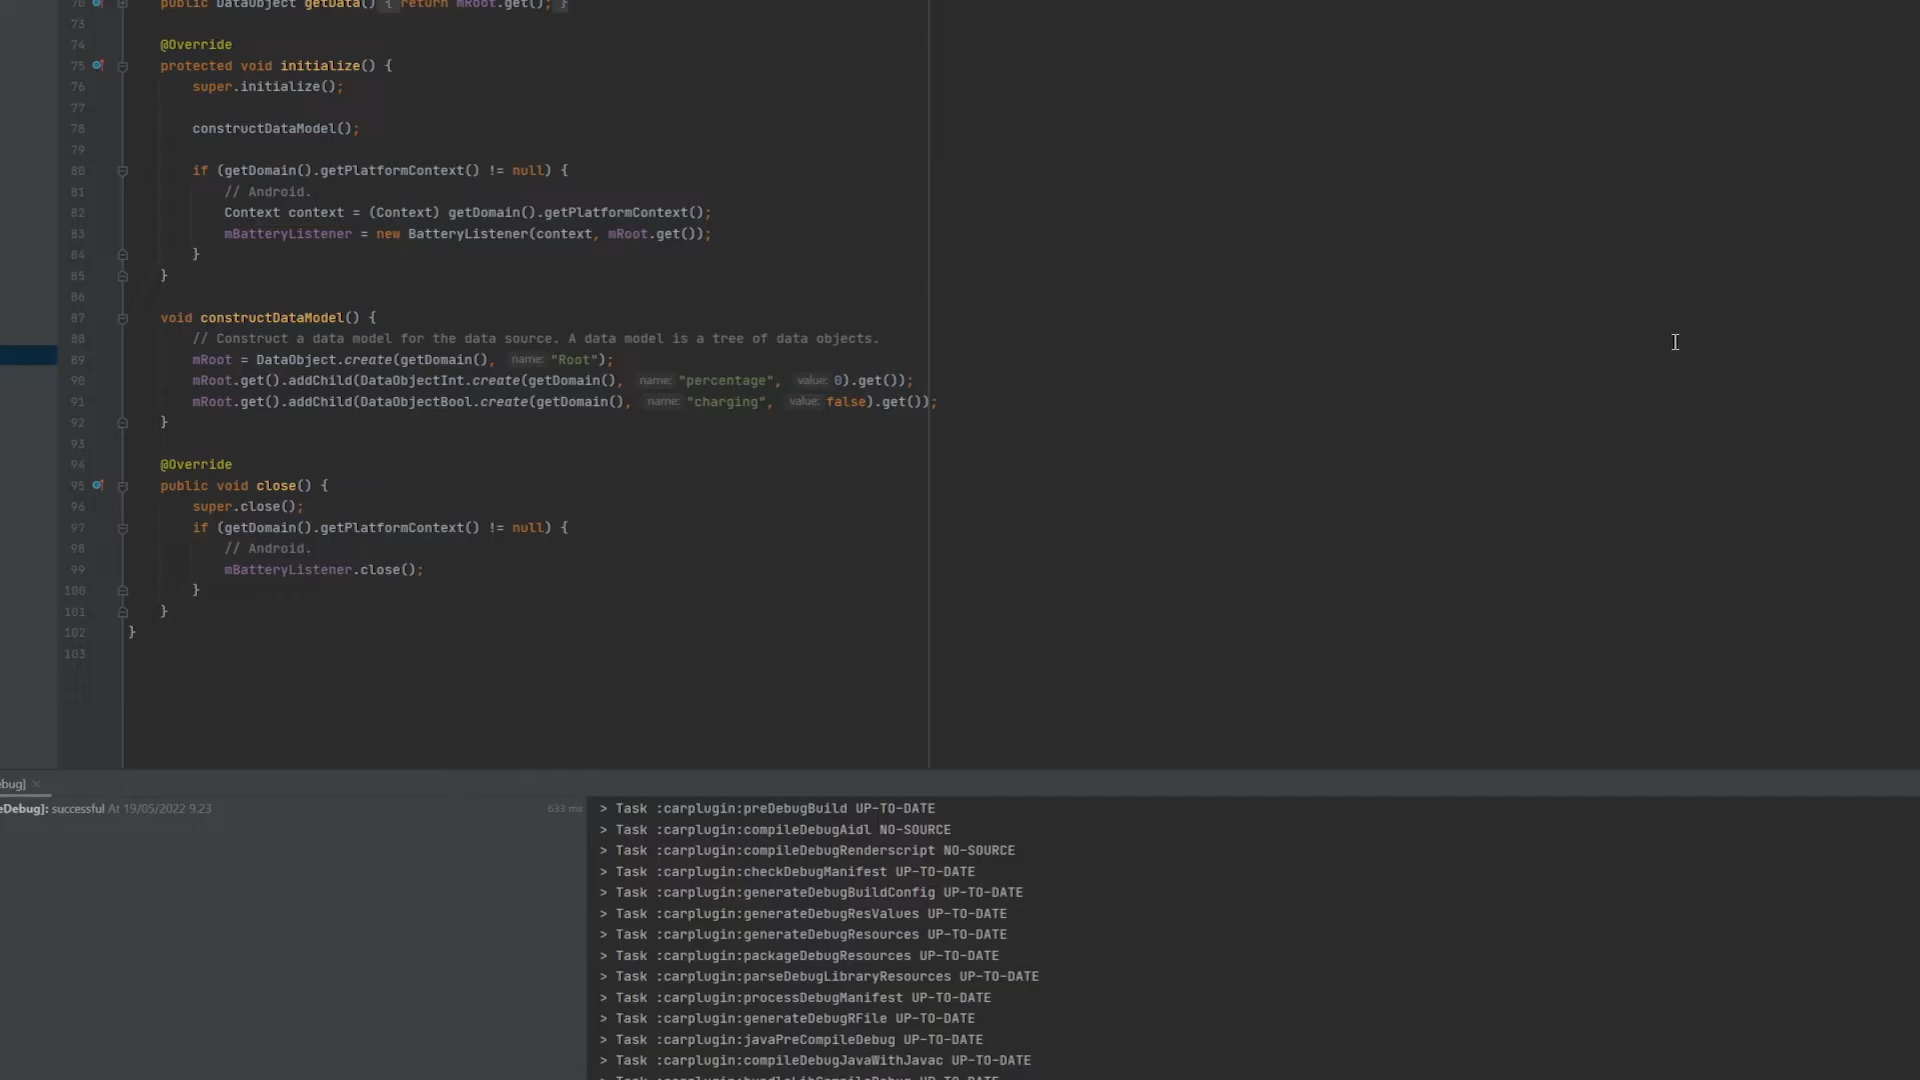 70 public DataObject getData() { return mRoot.get(); }
73
74 @Override
75 protected void initialize() {
76 super.initialize();
77
78 constructDataModel();
79
80 if (getDomain().getPlatformContext() != null) {
81 // Android.
82 Context context = (Context) getDomain().getPlatformContext();
83 mBatteryListener = new BatteryListener(context, mRoot.get());
84 }
85 }
86
87 void constructDataModel() {
88 // Construct a data model for the data source. A data model is a tree of data objects.
89 mRoot = DataObject.create(getDomain(), name: "Root");
90 mRoot.get().addChild(DataObjectInt.create(getDomain(), name: "percentage", value: 0).get());
91 mRoot.get().addChild(DataObjectBool.create(getDomain(), name: "charging", value: false).get());
92 }
93
94 @Override
95 public void close() {
96 super.close();
97 if (getDomain().getPlatformContext() != null) {
98 // Android.
99 mBatteryListener.close();
100 }
101 }
102 }
103
ebug] ×
eDebug]: successful At 19/05/2022 9.23 633 ms
> Task :carplugin:preDebugBuild UP-TO-DATE
> Task :carplugin:compileDebugAidl NO-SOURCE
> Task :carplugin:compileDebugRenderscript NO-SOURCE
> Task :carplugin:checkDebugManifest UP-TO-DATE
> Task :carplugin:generateDebugBuildConfig UP-TO-DATE
> Task :carplugin:generateDebugResValues UP-TO-DATE
> Task :carplugin:generateDebugResources UP-TO-DATE
> Task :carplugin:packageDebugResources UP-TO-DATE
> Task :carplugin:parseDebugLibraryResources UP-TO-DATE
> Task :carplugin:processDebugManifest UP-TO-DATE
> Task :carplugin:generateDebugRFile UP-TO-DATE
> Task :carplugin:javaPreCompileDebug UP-TO-DATE
> Task :carplugin:compileDebugJavaWithJavac UP-TO-DATE